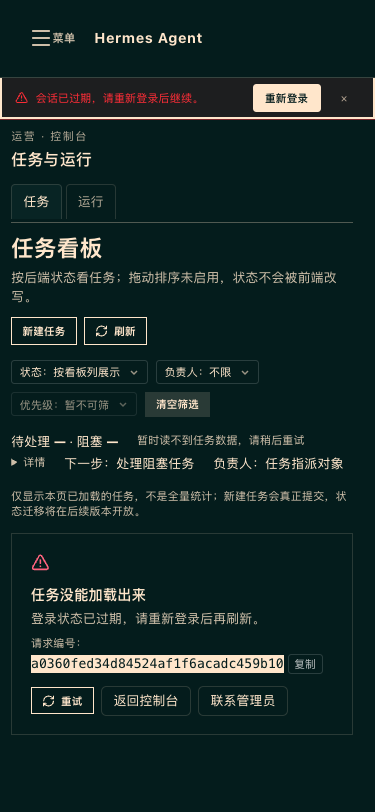 菜单 Hermes Agent
会话已过期，请重新登录后继续。 重新登录 ×
运营 · 控制台
任务与运行
任务 运行
任务看板
按后端状态看任务；拖动排序未启用，状态不会被前端改
写。
新建任务 刷新
状态：按看板列展示 负责人：不限
优先级：暂不可筛 清空筛选
待处理 — · 阻塞 — 暂时读不到任务数据，请稍后重试
详情 下一步：处理阻塞任务 负责人：任务指派对象
仅显示本页已加载的任务，不是全量统计；新建任务会真正提交，状
态迁移将在后续版本开放。
任务没能加载出来
登录状态已过期，请重新登录后再刷新。
请求编号：
a0360fed34d84524af1f6acadc459b10 复制
重试 返回控制台 联系管理员